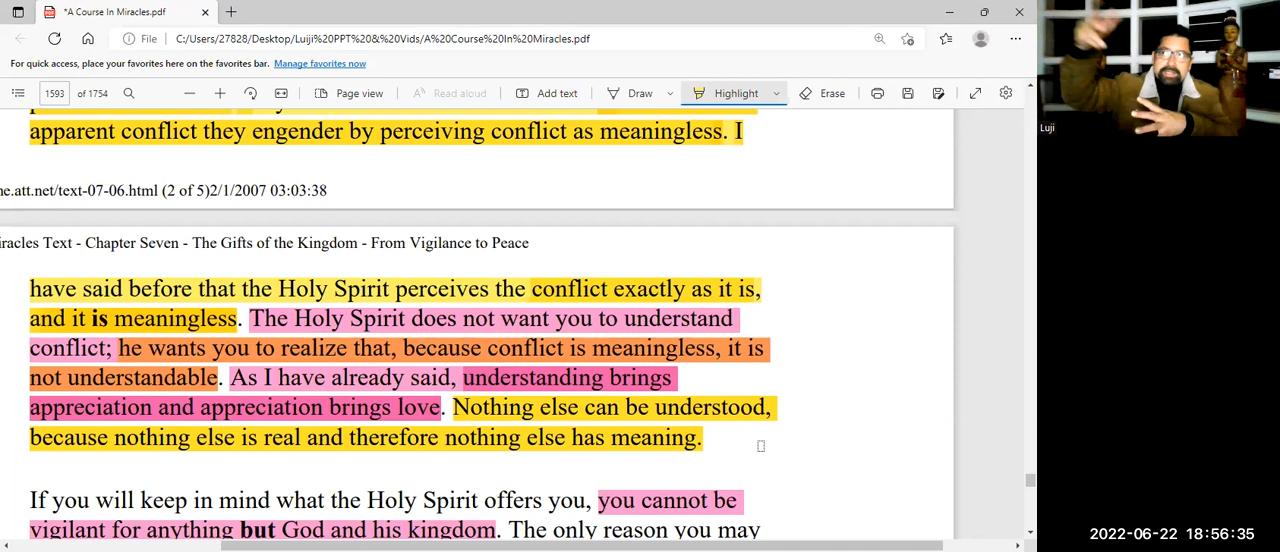 *A Course In Miracles.pdf
File C:/Users/27828/Desktop/Luiji%20PPT%20&%20Vids/A%20Course%20In%20Miracles.pdf
For quick access, place your favorites here on the favorites bar. Manage favorites now
1593 of 1754 Page view Read aloud Add text Draw Highlight Erase
apparent conflict they engender by perceiving conflict as meaningless. I
ne.att.net/text-07-06.html (2 of 5)2/1/2007 03:03:38
iracles Text - Chapter Seven - The Gifts of the Kingdom - From Vigilance to Peace
have said before that the Holy Spirit perceives the conflict exactly as it is,
and it is meaningless. The Holy Spirit does not want you to understand
conflict; he wants you to realize that, because conflict is meaningless, it is
not understandable. As I have already said, understanding brings
appreciation and appreciation brings love. Nothing else can be understood,
because nothing else is real and therefore nothing else has meaning.
If you will keep in mind what the Holy Spirit offers you, you cannot be
vigilant for anything but God and his kingdom. The only reason you may
Luji
2022-06-22 18:56:35